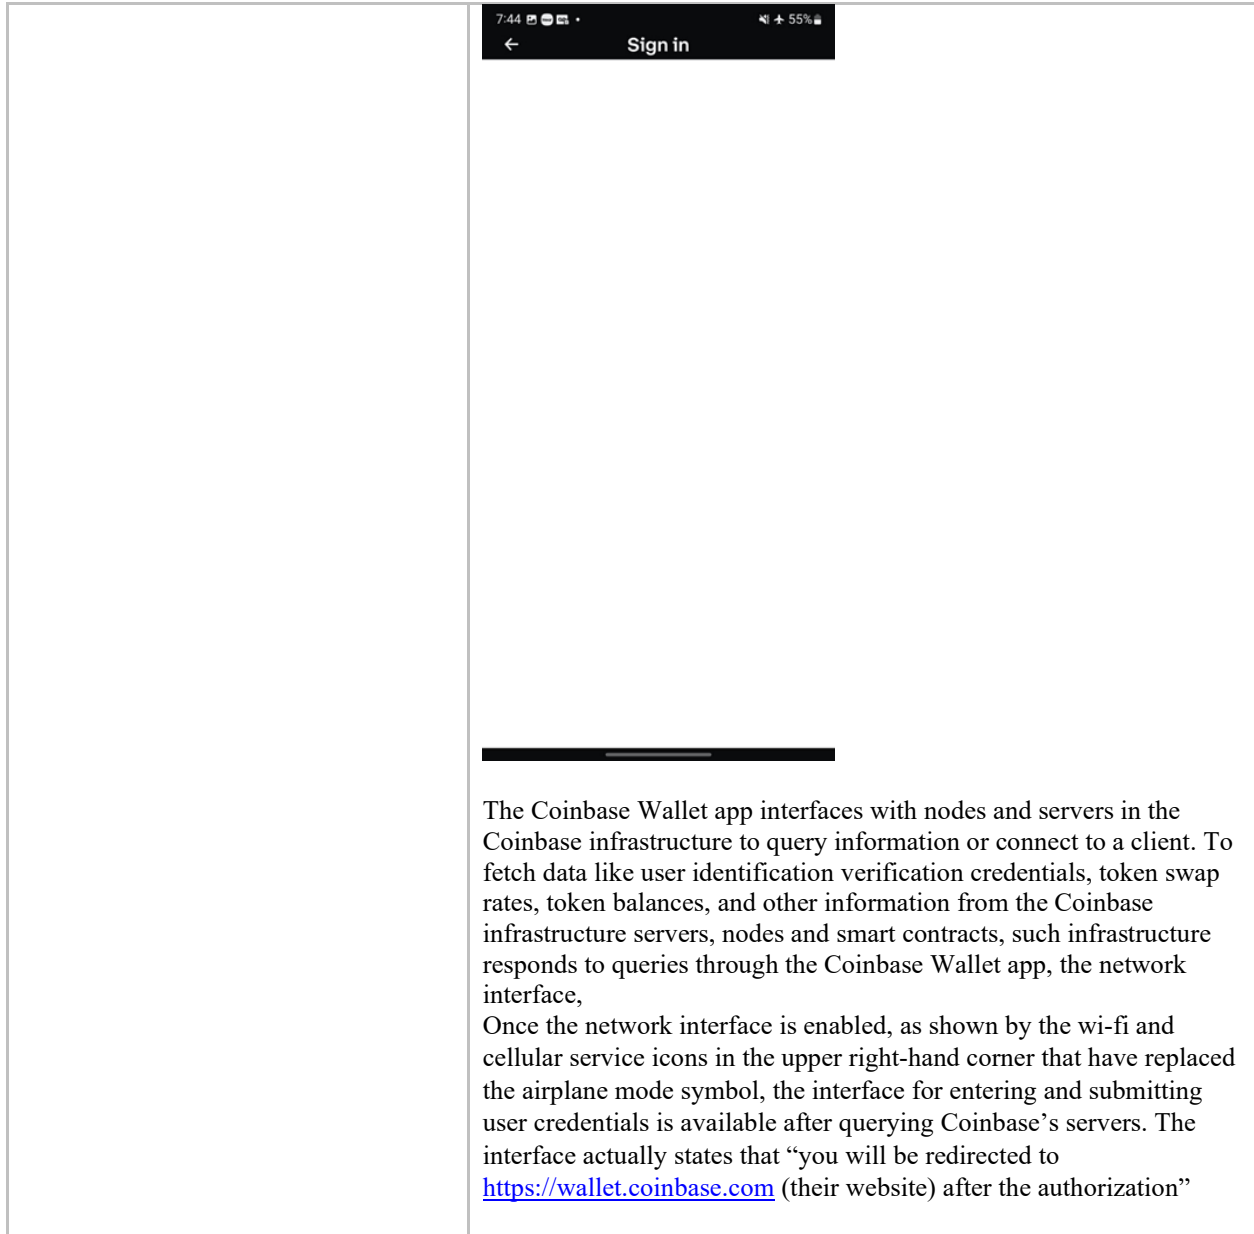 7:44 55%
Sign in
The Coinbase Wallet app interfaces with nodes and servers in the
Coinbase infrastructure to query information or connect to a client. To
fetch data like user identification verification credentials, token swap
rates, token balances, and other information from the Coinbase
infrastructure servers, nodes and smart contracts, such infrastructure
responds to queries through the Coinbase Wallet app, the network
interface,
Once the network interface is enabled, as shown by the wi-fi and
cellular service icons in the upper right-hand corner that have replaced
the airplane mode symbol, the interface for entering and submitting
user credentials is available after querying Coinbase’s servers. The
interface actually states that “you will be redirected to
https://wallet.coinbase.com (their website) after the authorization”